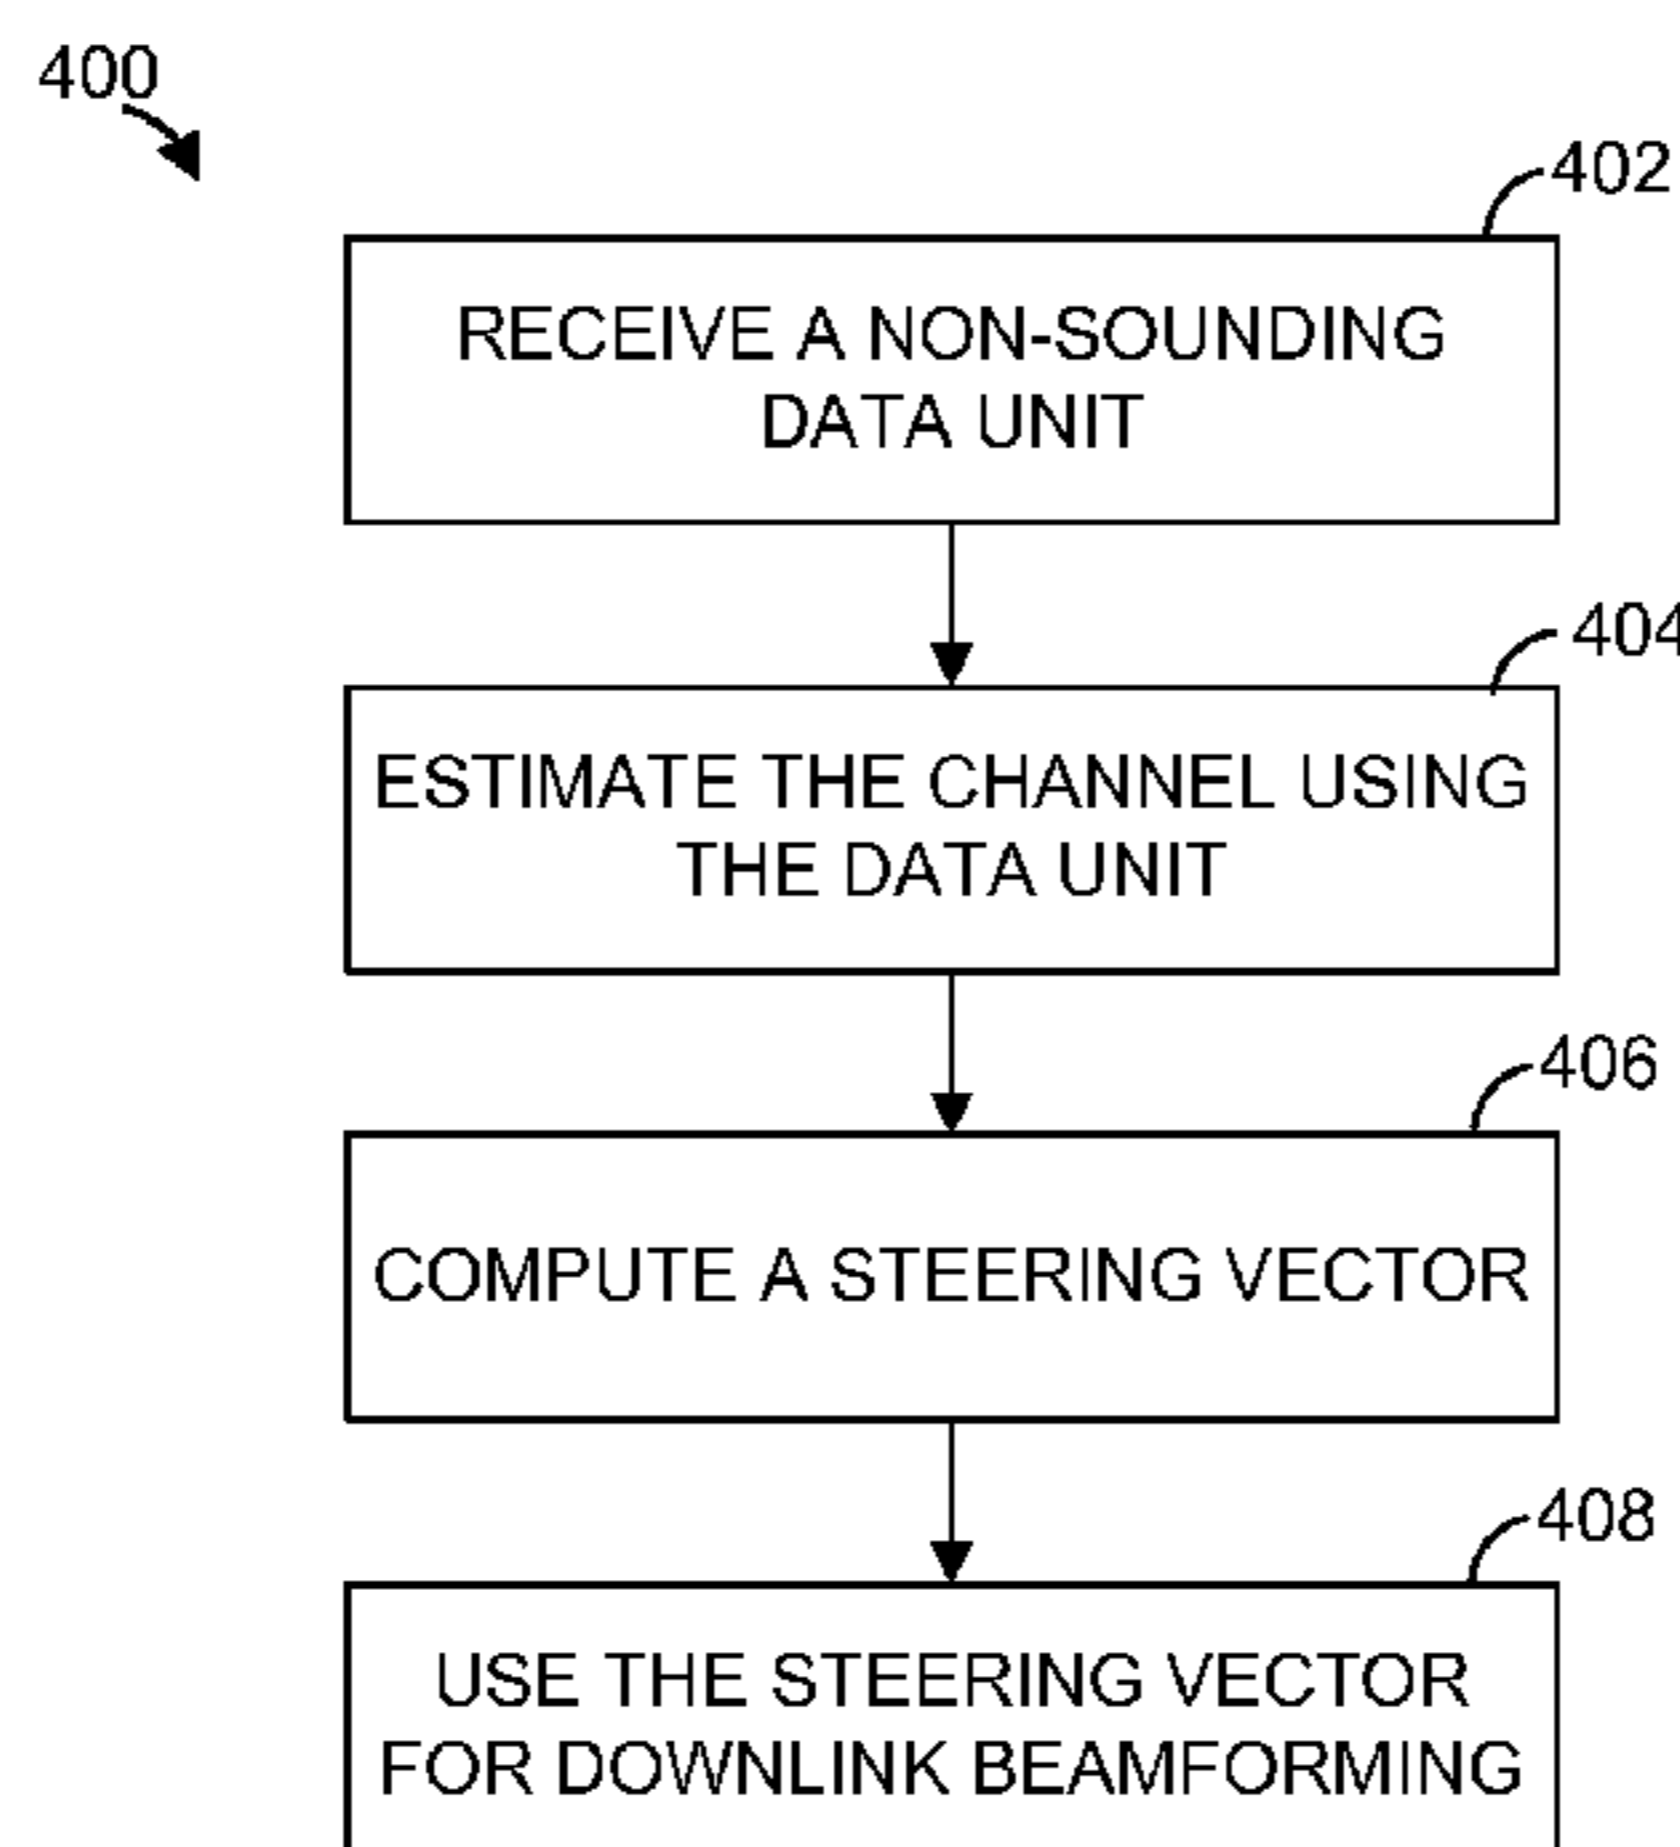 400
402
RECEIVE A NON-SOUNDING
DATA UNIT
404
ESTIMATE THE CHANNEL USING
THE DATA UNIT
406
COMPUTE A STEERING VECTOR
408
USE THE STEERING VECTOR
FOR DOWNLINK BEAMFORMING